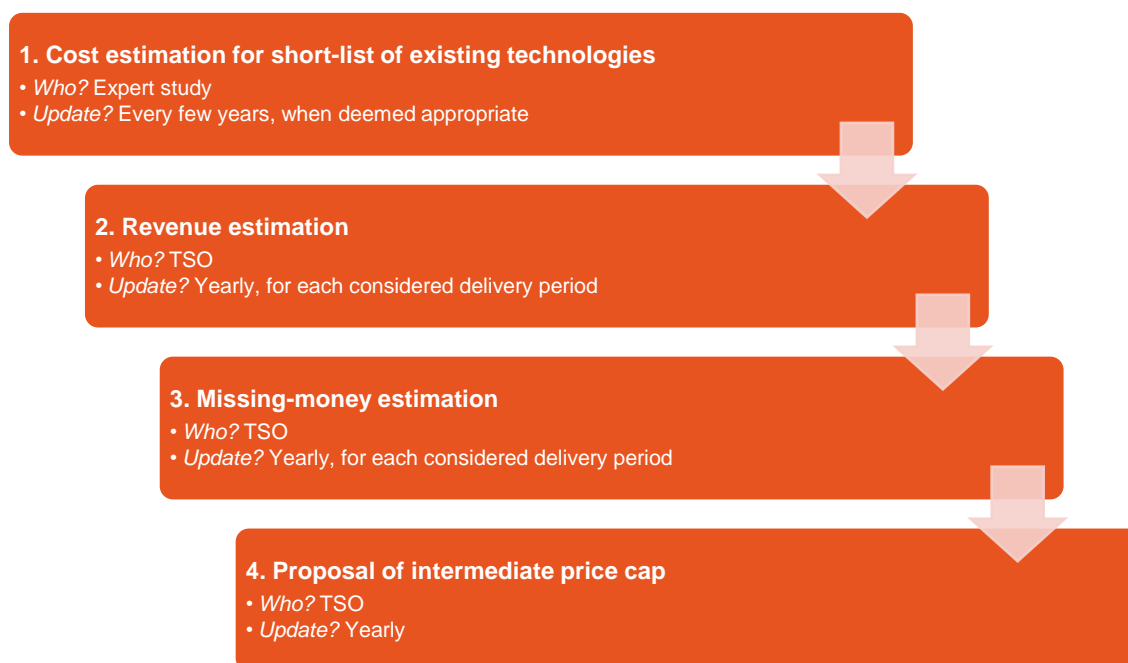 1. Cost estimation for short-list of existing technologies
• Who? Expert study
• Update? Every few years, when deemed appropriate
2. Revenue estimation
• Who? TSO
• Update? Yearly, for each considered delivery period
3. Missing-money estimation
• Who? TSO
• Update? Yearly, for each considered delivery period
4. Proposal of intermediate price cap
• Who? TSO
• Update? Yearly